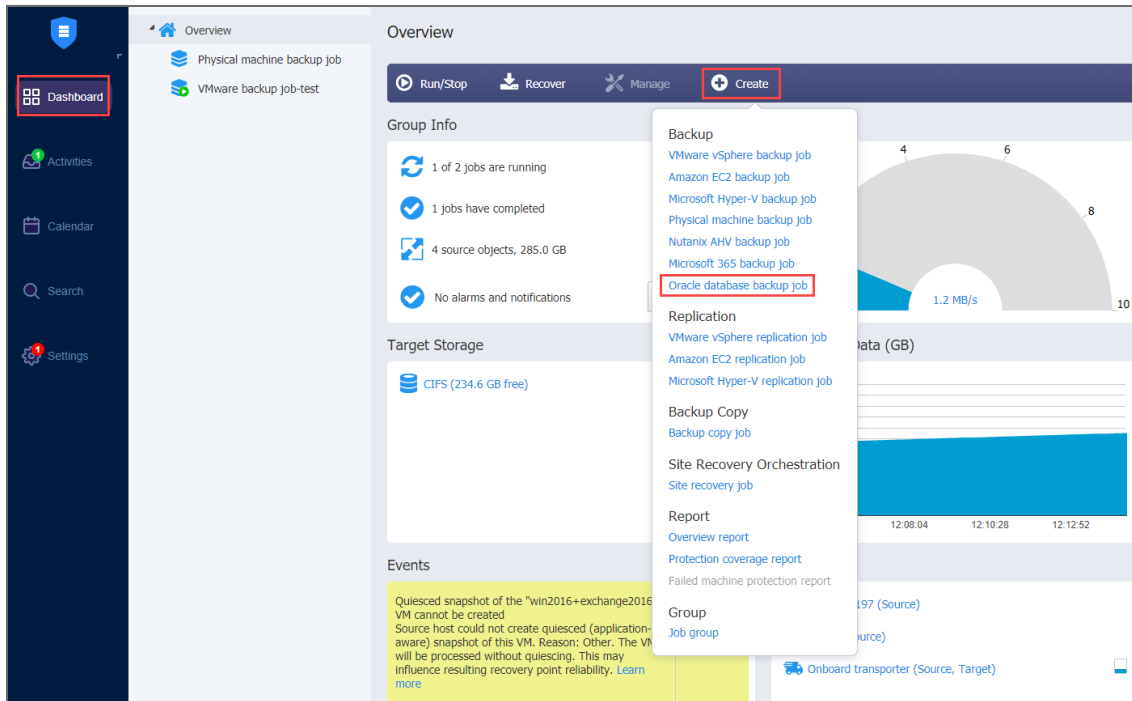 Dashboard
1
Activities
Calendar
Search
1
Settings
Overview
Physical machine backup job
VMware backup job-test
Overview
Run/Stop
Recover
Manage
Create
Group Info
1 of 2 jobs are running
1 jobs have completed
4 source objects, 285.0 GB
No alarms and notifications
Target Storage
CIFS (234.6 GB free)
Events
Quiesced snapshot of the "win2016+exchange2016
VM cannot be created
Source host could not create quiesced (application-
aware) snapshot of this VM. Reason: Other. The VM
will be processed without quiescing. This may
influence resulting recovery point reliability. Learn
more
Backup
VMware vSphere backup job
Amazon EC2 backup job
Microsoft Hyper-V backup job
Physical machine backup job
Nutanix AHV backup job
Microsoft 365 backup job
Oracle database backup job
Replication
VMware vSphere replication job
Amazon EC2 replication job
Microsoft Hyper-V replication job
Backup Copy
Backup copy job
Site Recovery Orchestration
Site recovery job
Report
Overview report
Protection coverage report
Failed machine protection report
Group
Job group
4
6
8
10
1.2 MB/s
Data (GB)
12:08:04
12:10:28
12:12:52
197 (Source)
Onboard transporter (Source, Target)